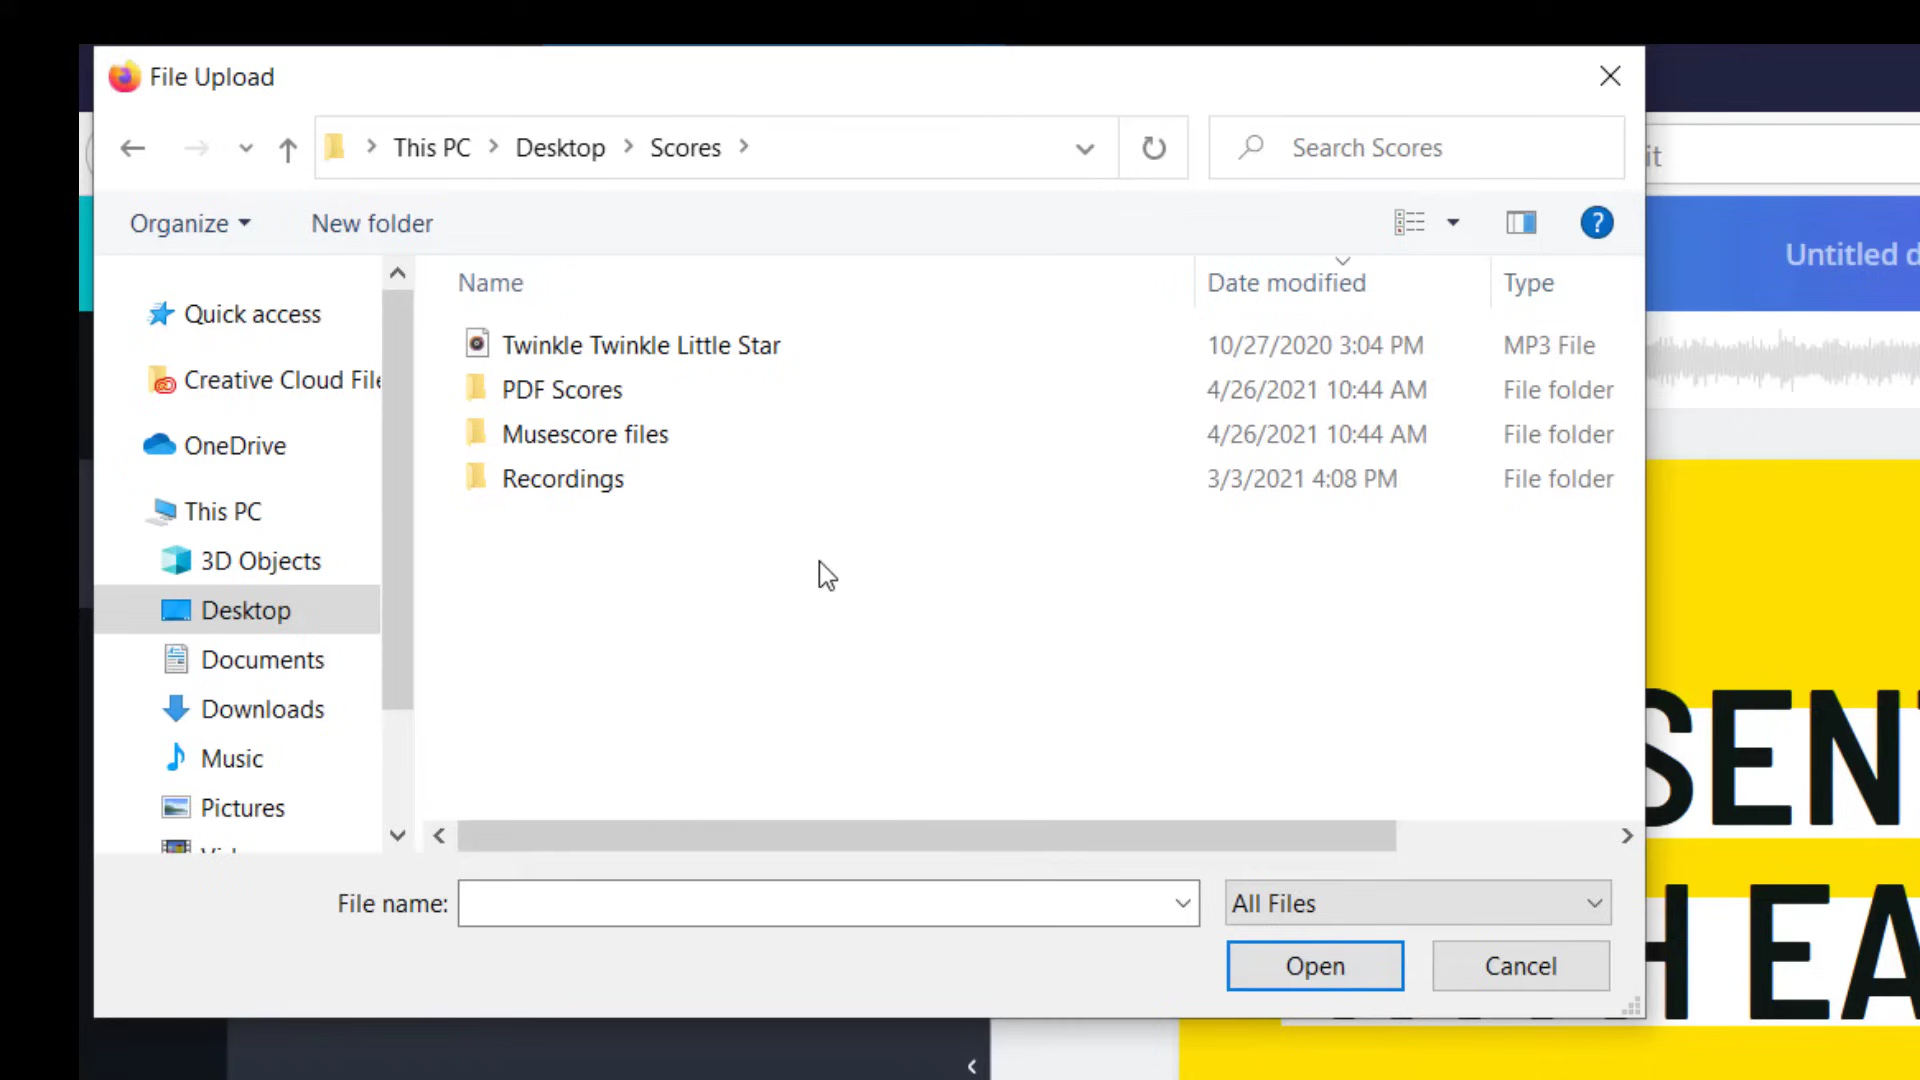 File Upload
This PC > Desktop > Scores >
Search Scores
it
Organize
New folder
?
Untitled d
Name
Date modified
Type
Quick access
Creative Cloud File
OneDrive
This PC
3D Objects
Desktop
Documents
Downloads
Music
Pictures
Twinkle Twinkle Little Star 10/27/2020 3:04 PM MP3 File
PDF Scores 4/26/2021 10:44 AM File folder
Musescore files 4/26/2021 10:44 AM File folder
Recordings 3/3/2021 4:08 PM File folder
SENT
H EA
File name:
All Files
Open
Cancel